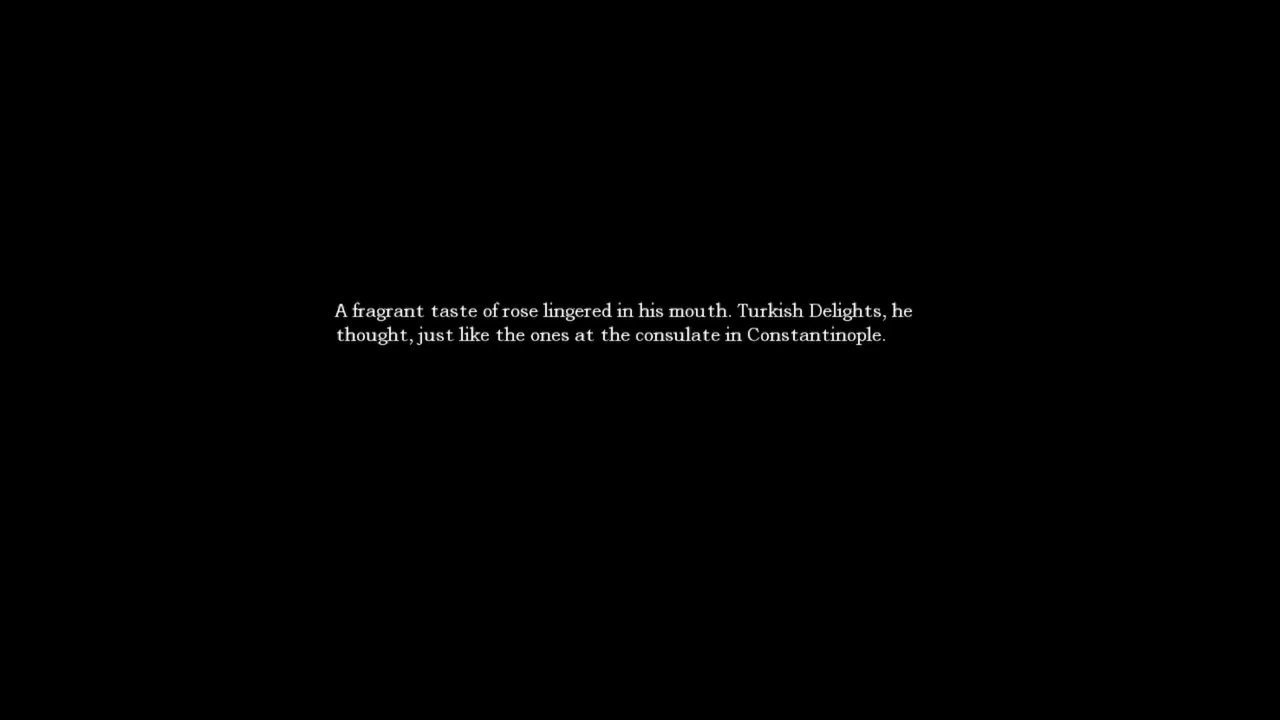 A fragrant taste of rose lingered in his mouth. Turkish Delights, he
thought, just like the ones at the consulate in Constantinople.